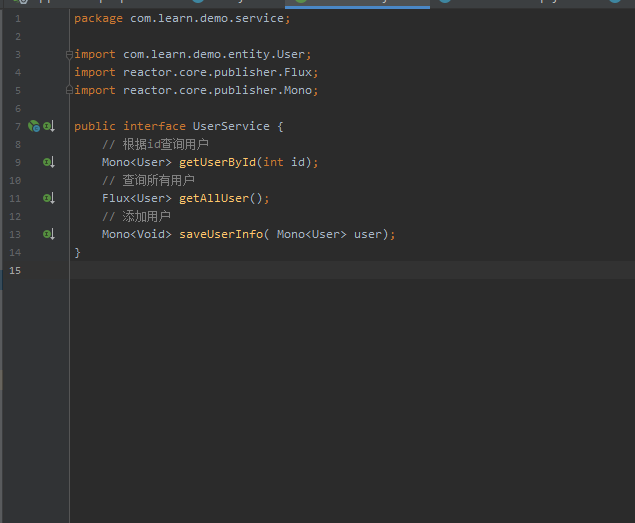 1 package com.learn.demo.service;
2
3 import com.learn.demo.entity.User;
4 import reactor.core.publisher.Flux;
5 import reactor.core.publisher.Mono;
6
7 public interface UserService {
8 // 根据id查询用户
9 Mono<User> getUserById(int id);
10 // 查询所有用户
11 Flux<User> getAllUser();
12 // 添加用户
13 Mono<Void> saveUserInfo( Mono<User> user);
14 }
15